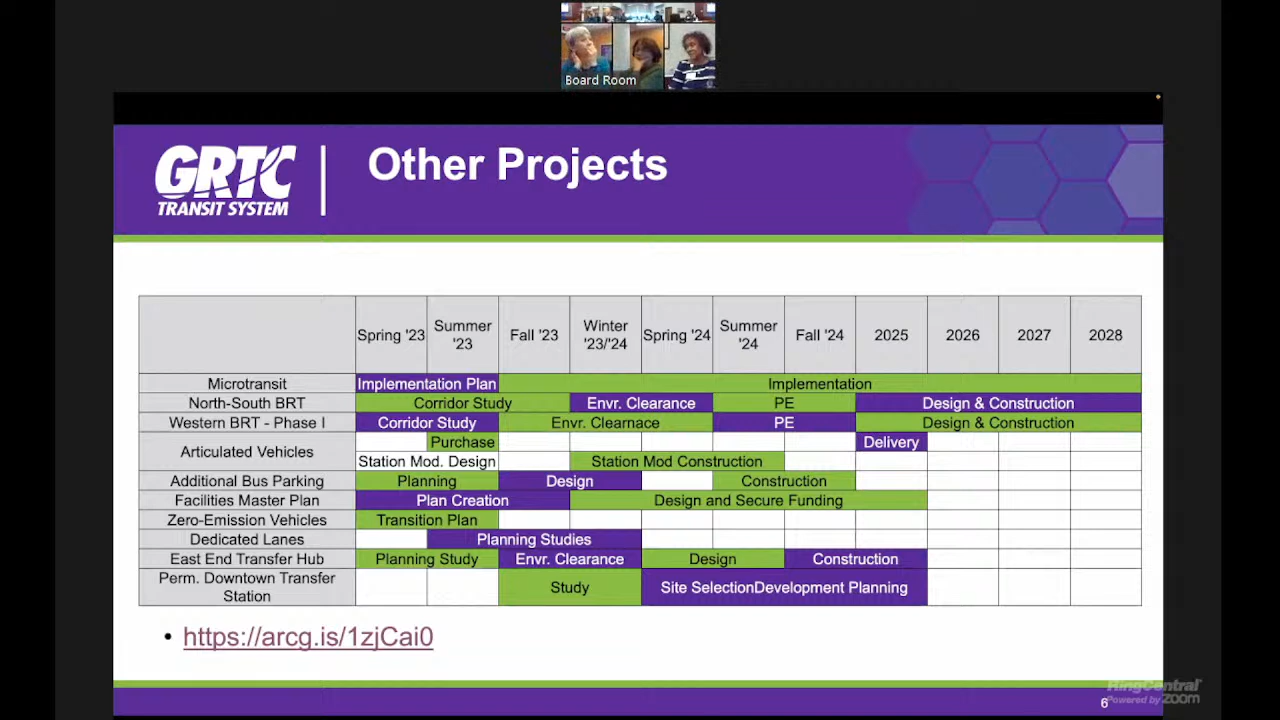 Board Room
GRTC
TRANSIT SYSTEM
Other Projects
Spring '23
Summer '23
Fall '23
Winter '23/'24
Spring '24
Summer '24
Fall '24
2025
2026
2027
2028
Microtransit
Implementation Plan
Implementation
North-South BRT
Corridor Study
Envr. Clearance
PE
Design & Construction
Western BRT - Phase I
Corridor Study
Envr. Clearnace
PE
Design & Construction
Articulated Vehicles
Purchase
Delivery
Station Mod. Design
Station Mod Construction
Additional Bus Parking
Planning
Design
Construction
Facilities Master Plan
Plan Creation
Design and Secure Funding
Zero-Emission Vehicles
Transition Plan
Dedicated Lanes
Planning Studies
East End Transfer Hub
Planning Study
Envr. Clearance
Design
Construction
Perm. Downtown Transfer
Station
Study
Site SelectionDevelopment Planning
• https://arcg.is/1zjCai0
RingCentral
Powered by zoom
6